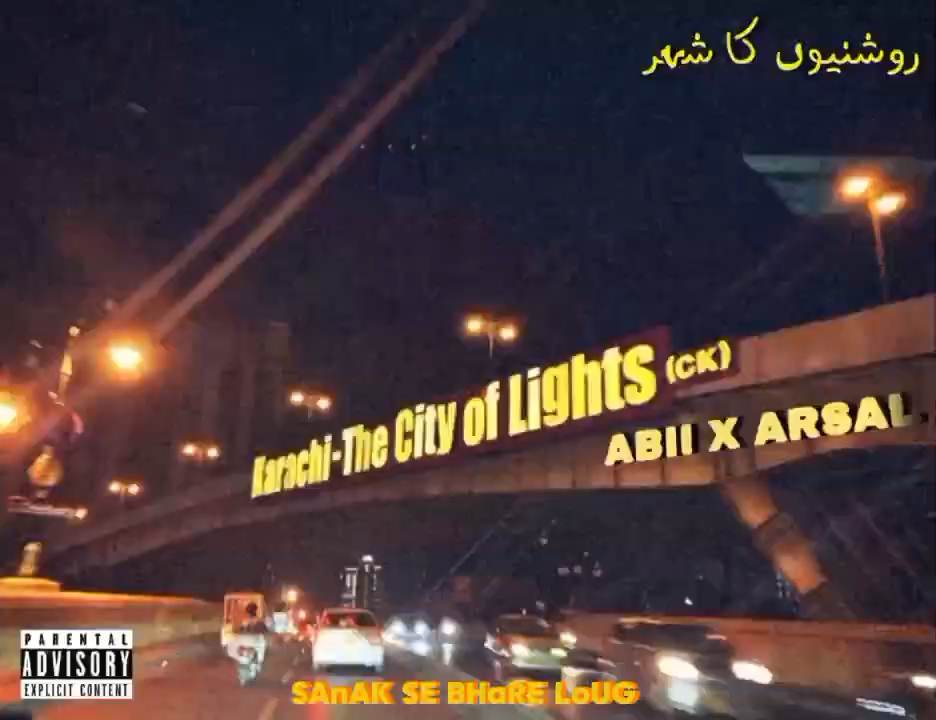 روشنیوں کا شہر
Karachi-The City of Lights (CK)
ABII X ARSAL
PARENTAL
ADVISORY
EXPLICIT CONTENT
SAnAK SE BHaRE LoUG